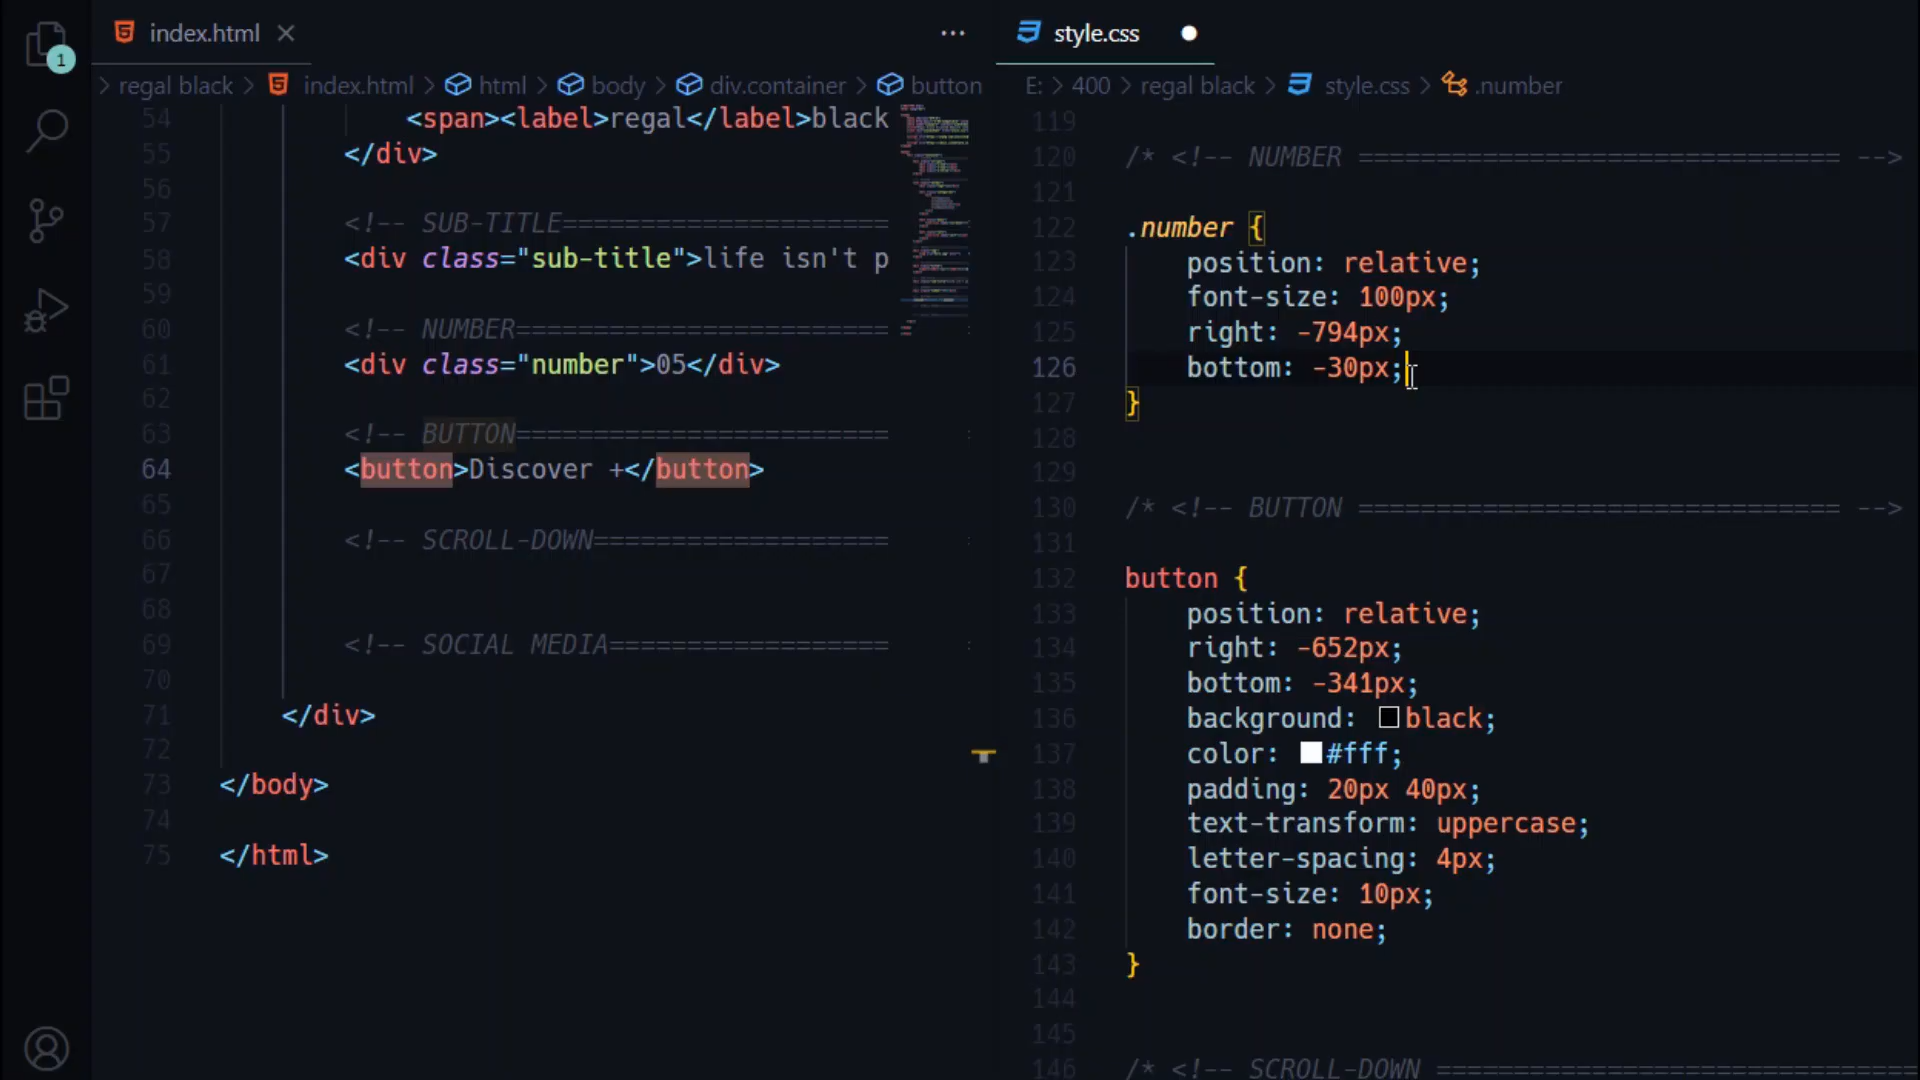 index.html
regal black > index.html > html > body > div.container > button
54 <span><label>regal</label>black
55 </div>
56
57 <!-- SUB-TITLE=====================
58 <div class="sub-title">life isn't p
59
60 <!-- NUMBER========================
61 <div class="number">05</div>
62
63 <!-- BUTTON========================
64 <button>Discover +</button>
65
66 <!-- SCROLL-DOWN===================
67
68
69 <!-- SOCIAL MEDIA==================
70
71 </div>
72
73 </body>
74
75 </html>
1
style.css
E: > 400 > regal black > style.css > .number
119
120 /* <!-- NUMBER =============================== -->
121
122 .number {
123 position: relative;
124 font-size: 100px;
125 right: -794px;
126 bottom: -30px;
127 }
128
129
130 /* <!-- BUTTON =============================== -->
131
132 button {
133 position: relative;
134 right: -652px;
135 bottom: -341px;
136 background: black;
137 color: #fff;
138 padding: 20px 40px;
139 text-transform: uppercase;
140 letter-spacing: 4px;
141 font-size: 10px;
142 border: none;
143 }
144
145
146 /* <!-- SCROLL-DOWN ===============================